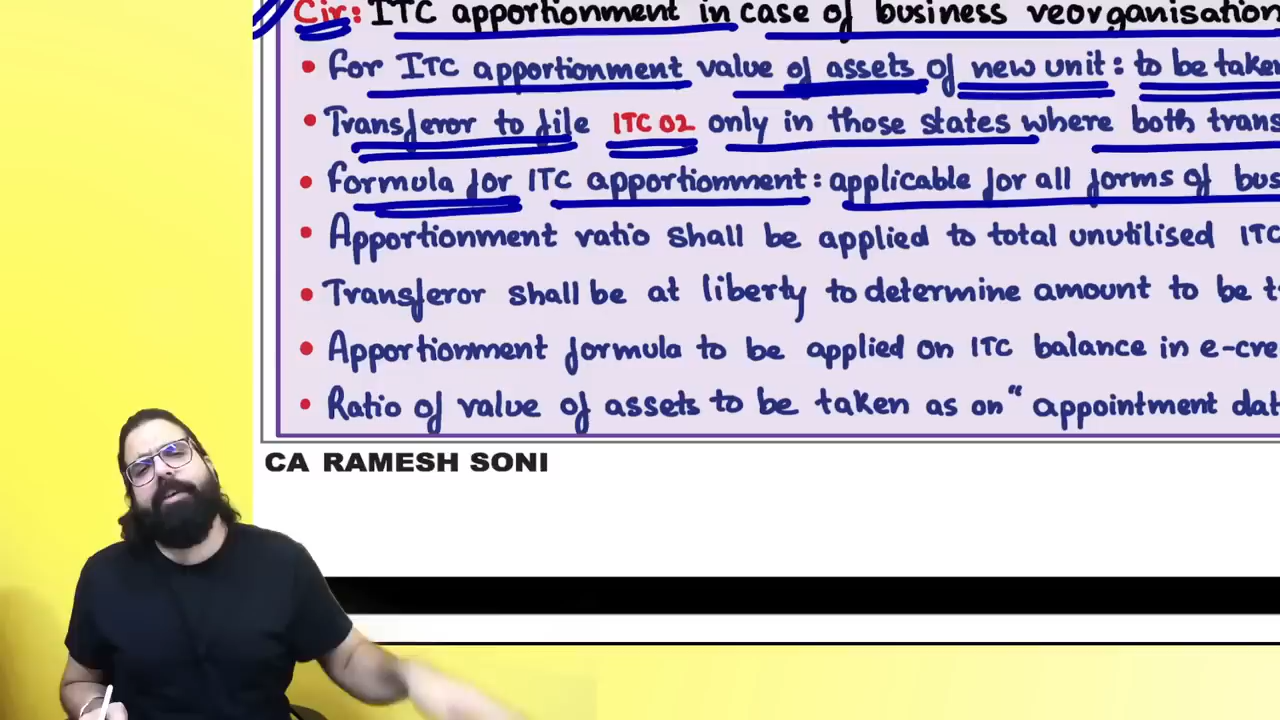 Cir: ITC apportionment in case of business reorganisation
• For ITC apportionment value of assets of new unit: to be taken
• Transferor to file ITC 02 only in those states where both trans
• Formula for ITC apportionment: applicable for all forms of bus
• Apportionment ratio shall be applied to total unutilised ITC
• Transferor shall be at liberty to determine amount to be t
• Apportionment formula to be applied on ITC balance in e-cre
• Ratio of value of assets to be taken as on "appointment dat
CA RAMESH SONI